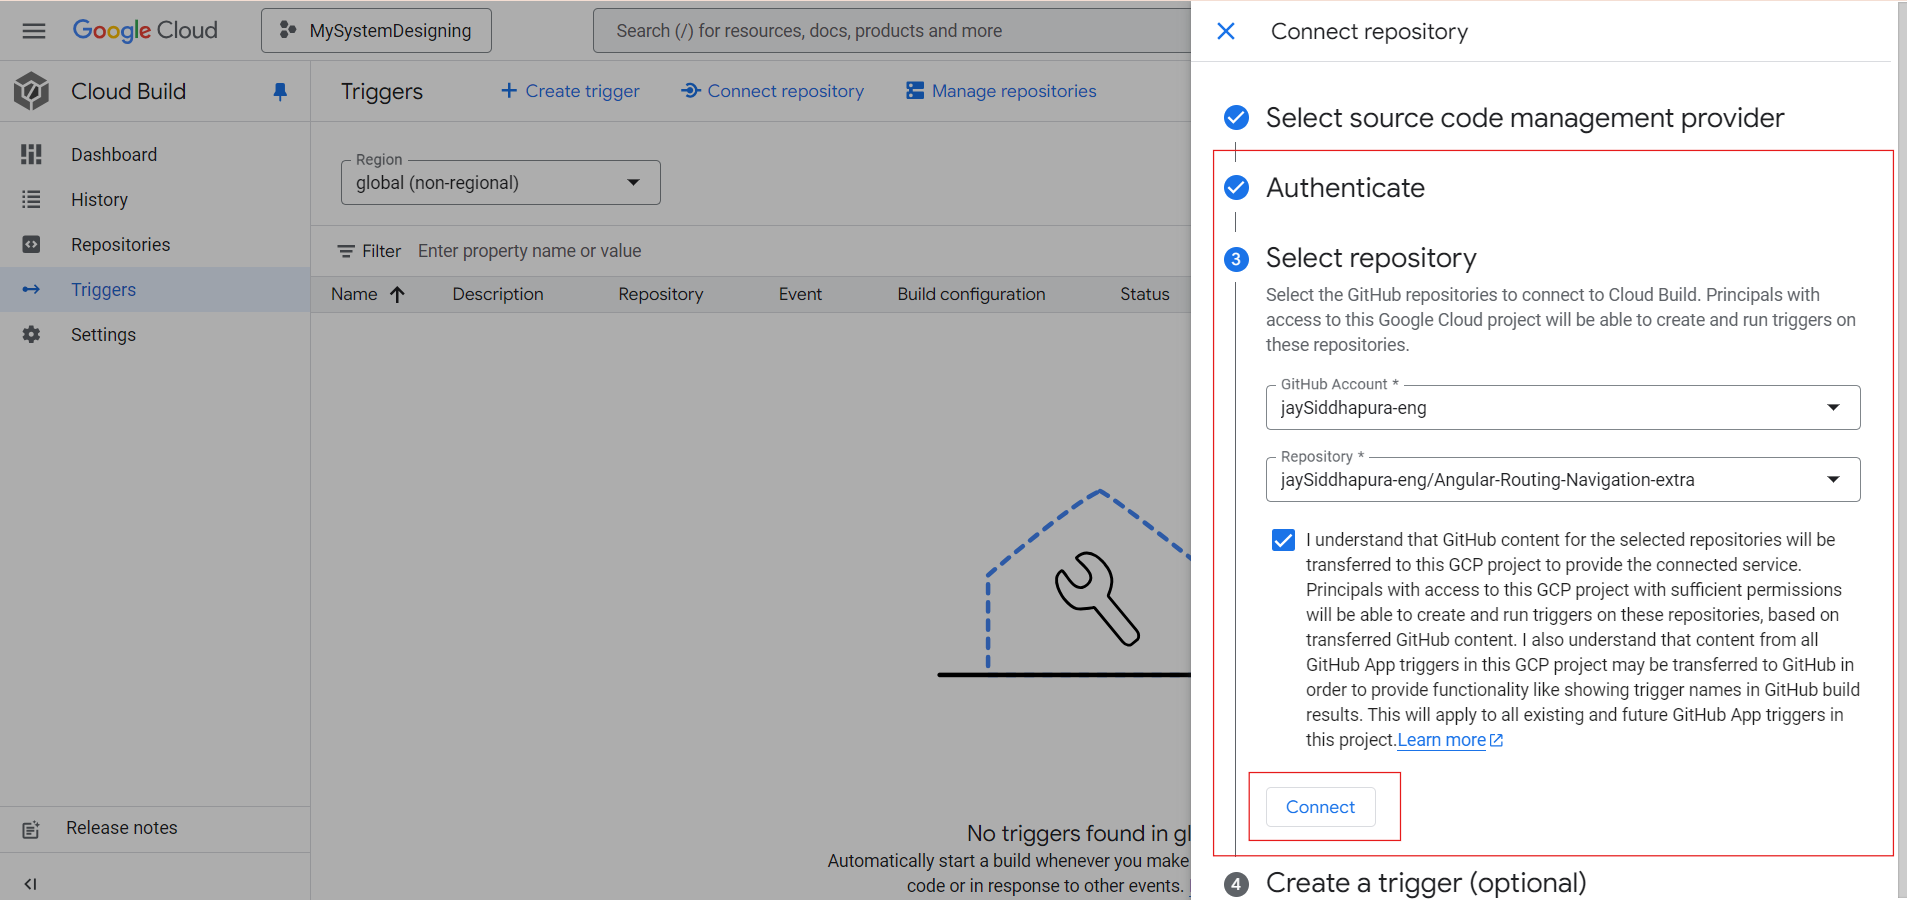 Google Cloud
MySystemDesigning
Search (/) for resources, docs, products and more
Cloud Build
Dashboard
History
Repositories
Triggers
Settings
Release notes
Triggers
Create trigger
Connect repository
Manage repositories
Region
global (non-regional)
Filter Enter property name or value
Name Description Repository Event Build configuration Status
No triggers found in gl
Automatically start a build whenever you make
code or in response to other events.
Connect repository
Select source code management provider
Authenticate
3 Select repository
Select the GitHub repositories to connect to Cloud Build. Principals with
access to this Google Cloud project will be able to create and run triggers on
these repositories.
GitHub Account *
jaySiddhapura-eng
Repository *
jaySiddhapura-eng/Angular-Routing-Navigation-extra
I understand that GitHub content for the selected repositories will be
transferred to this GCP project to provide the connected service.
Principals with access to this GCP project with sufficient permissions
will be able to create and run triggers on these repositories, based on
transferred GitHub content. I also understand that content from all
GitHub App triggers in this GCP project may be transferred to GitHub in
order to provide functionality like showing trigger names in GitHub build
results. This will apply to all existing and future GitHub App triggers in
this project.Learn more
Connect
4 Create a trigger (optional)